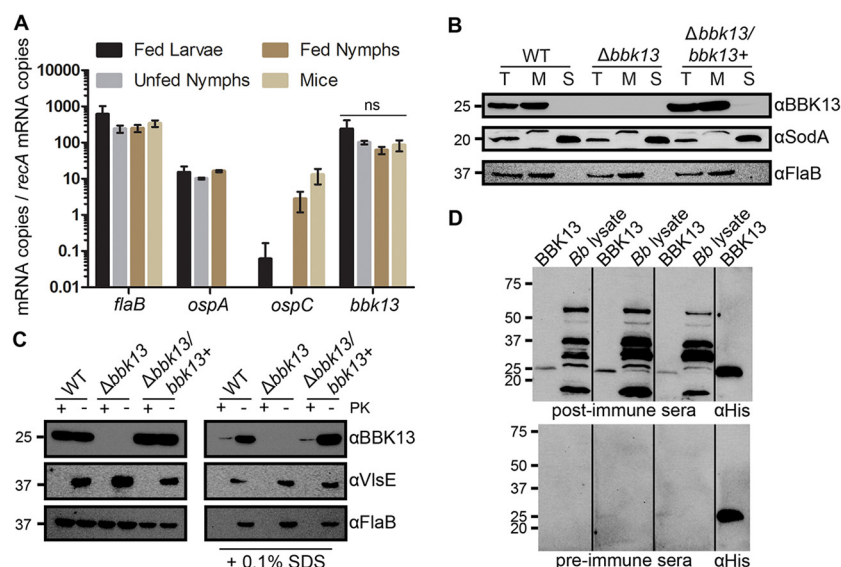 A
mRNA copies / recA mRNA copies
Fed Larvae
Unfed Nymphs
Fed Nymphs
Mice
10000
1000
100
10
1
0.1
0.01
ns
flaB ospA ospC bbk13
B
WT Δbbk13 Δbbk13/
bbk13+
T M S T M S T M S
25 αBBK13
20 αSodA
37 αFlaB
C
WT Δbbk13 Δbbk13/
bbk13+
WT Δbbk13 Δbbk13/
bbk13+
+ - + - + - + - + - + - PK
25 αBBK13
37 αVlsE
37 αFlaB
+ 0.1% SDS
D
BBK13 Bb lysate BBK13 Bb lysate BBK13 Bb lysate BBK13
75
50
37
25
20
post-immune sera αHis
75
50
37
25
20
pre-immune sera αHis